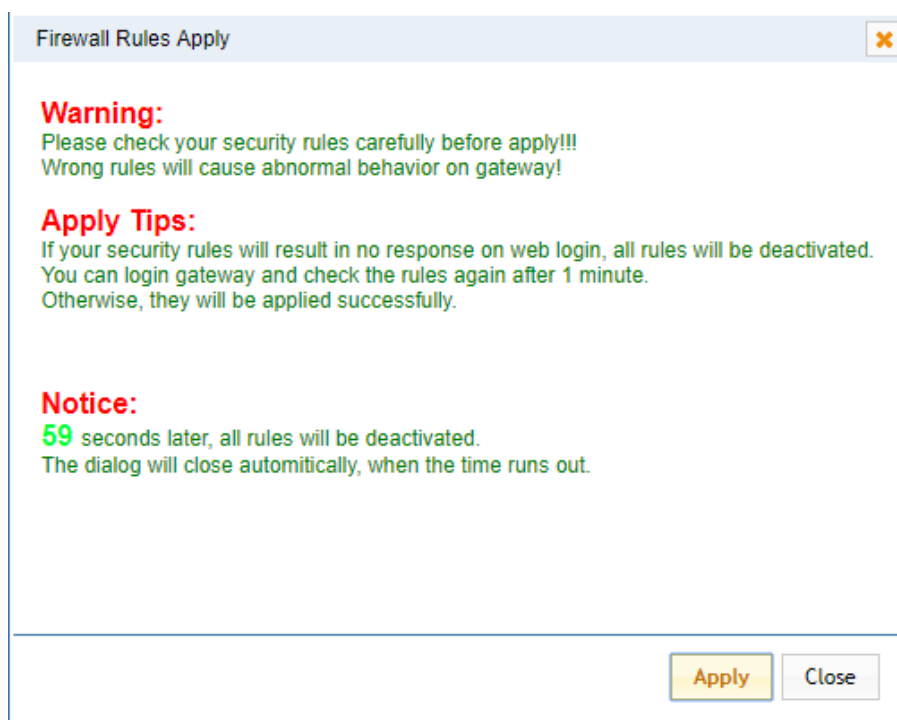 Firewall Rules Apply
Warning:
Please check your security rules carefully before apply!!!
Wrong rules will cause abnormal behavior on gateway!
Apply Tips:
If your security rules will result in no response on web login, all rules will be deactivated.
You can login gateway and check the rules again after 1 minute.
Otherwise, they will be applied successfully.
Notice:
59 seconds later, all rules will be deactivated.
The dialog will close automitically, when the time runs out.
Apply Close